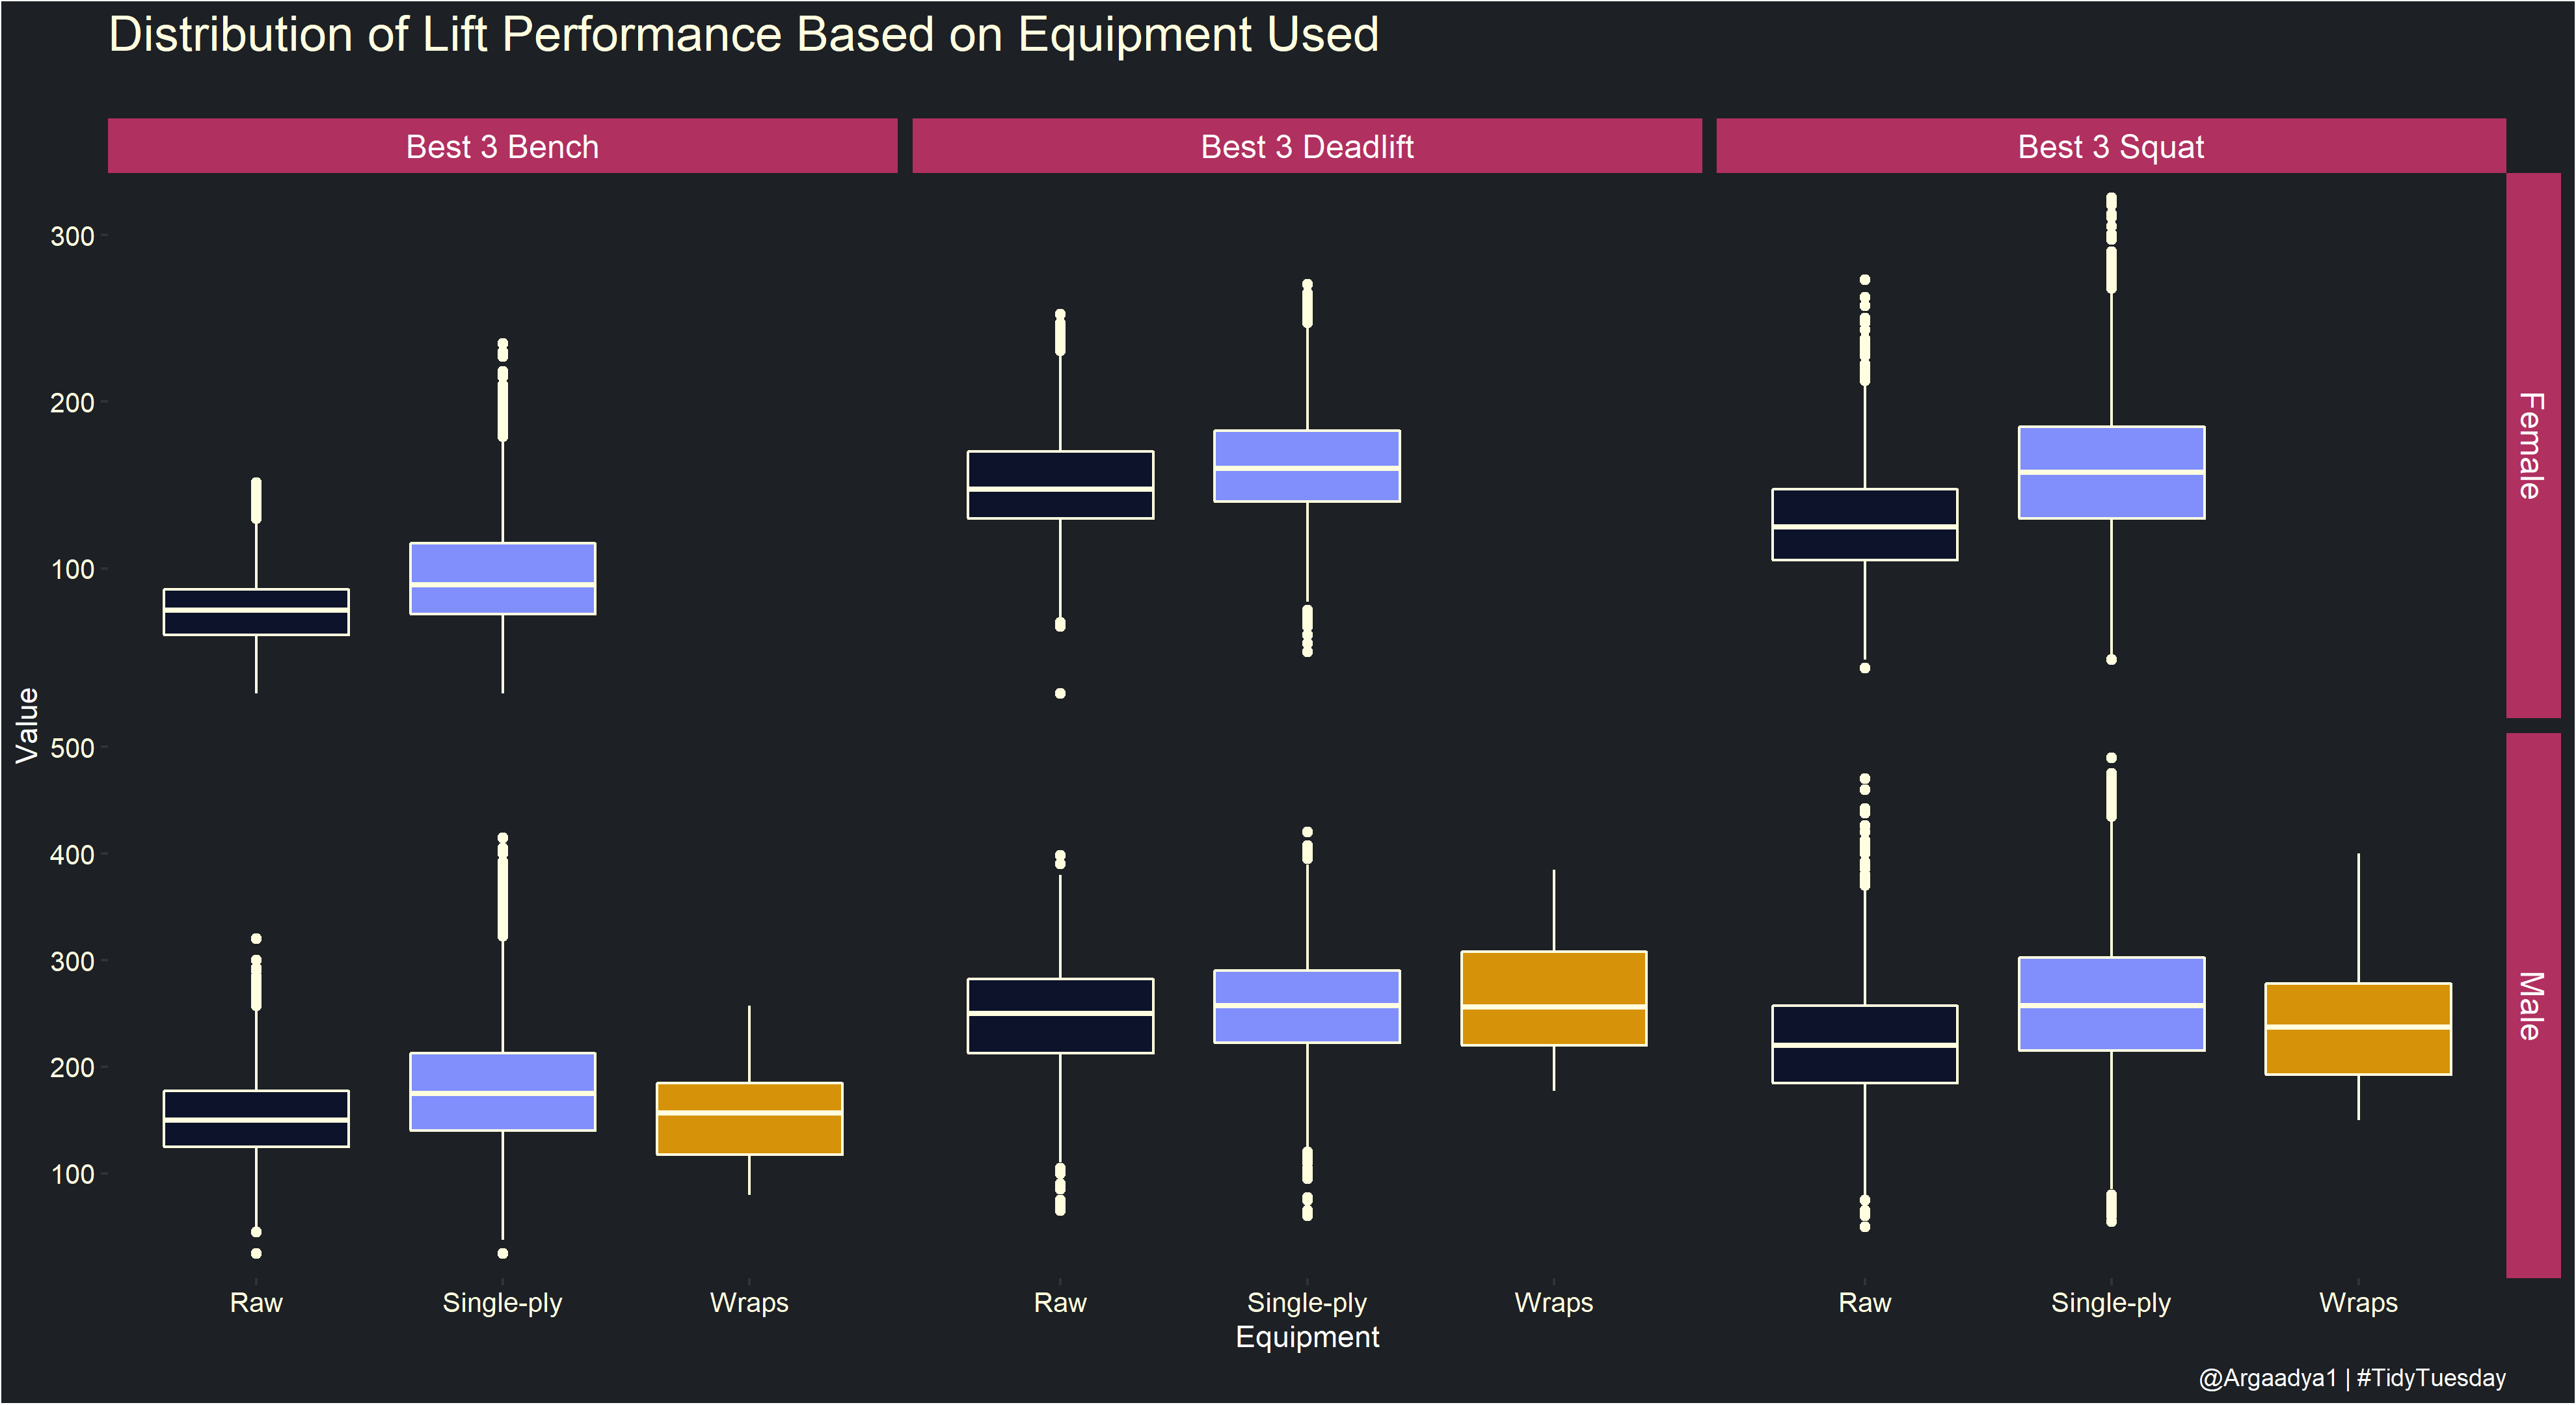 Distribution of Lift Performance Based on Equipment Used
Best 3 Bench
Best 3 Deadlift
Best 3 Squat
300
200
100
Female
Value
500
400
300
200
100
Male
Raw
Single-ply
Wraps
Raw
Single-ply
Wraps
Raw
Single-ply
Wraps
Equipment
@Argaadya1 | #TidyTuesday